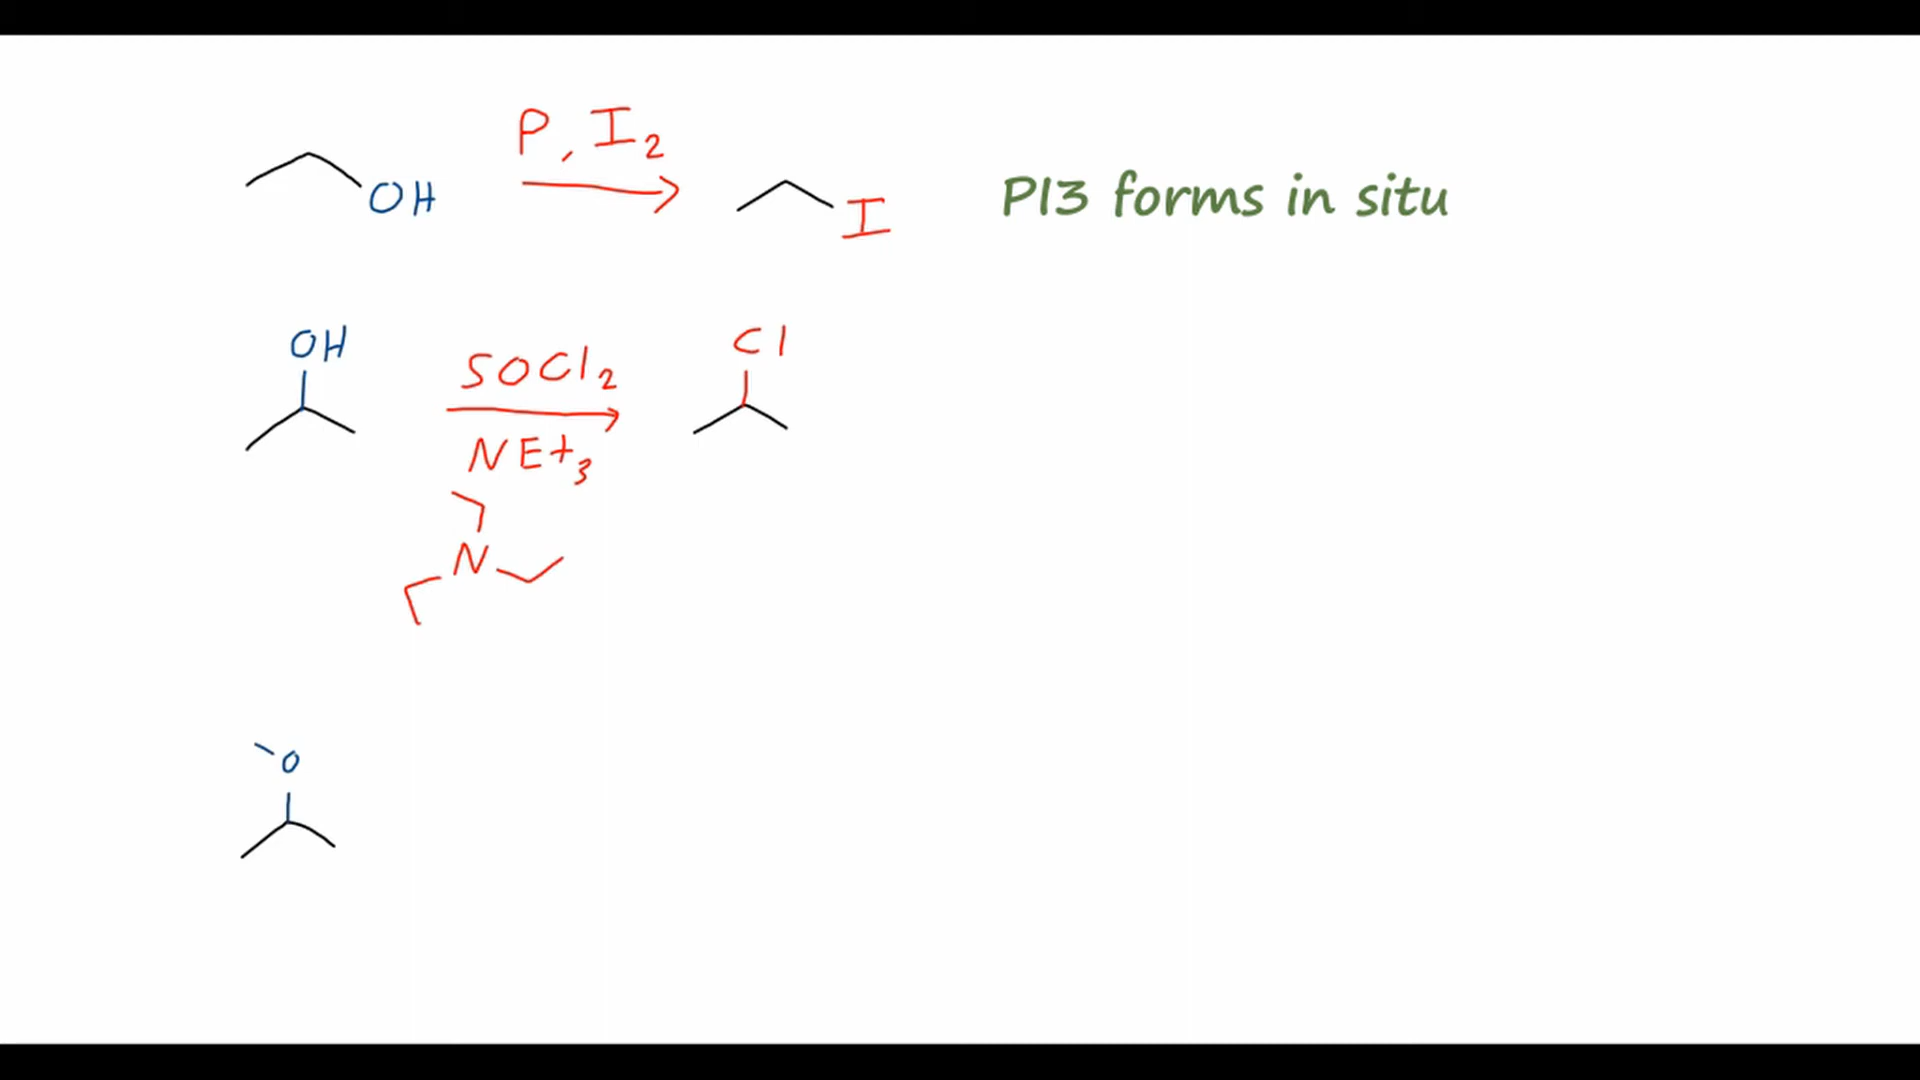 P, I2
OH
I
PI3 forms in situ
OH
SOCl2
Cl
NEt3
N
O